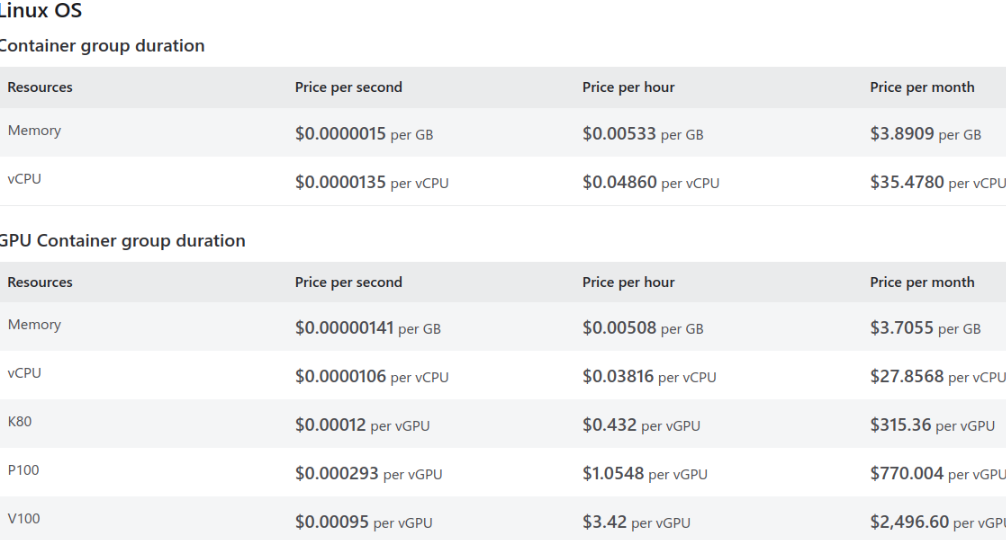 Linux OS
Container group duration
Resources Price per second Price per hour Price per month
Memory $0.0000015 per GB $0.00533 per GB $3.8909 per GB
vCPU $0.0000135 per vCPU $0.04860 per vCPU $35.4780 per vCPU
GPU Container group duration
Resources Price per second Price per hour Price per month
Memory $0.00000141 per GB $0.00508 per GB $3.7055 per GB
vCPU $0.0000106 per vCPU $0.03816 per vCPU $27.8568 per vCPU
K80 $0.00012 per vGPU $0.432 per vGPU $315.36 per vGPU
P100 $0.000293 per vGPU $1.0548 per vGPU $770.004 per vGPU
V100 $0.00095 per vGPU $3.42 per vGPU $2,496.60 per vGPU